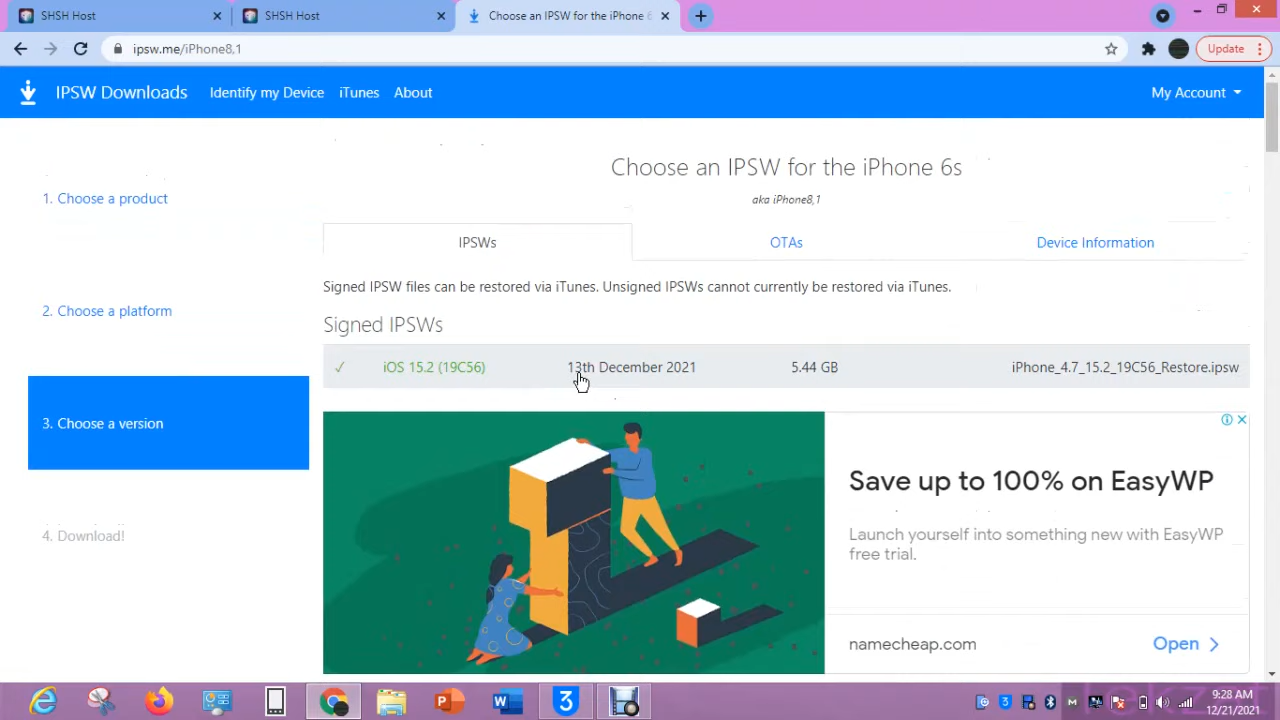 SHSH Host
SHSH Host
Choose an IPSW for the iPhone 6
ipsw.me/iPhone8,1
Update
IPSW Downloads
Identify my Device
iTunes
About
My Account
Choose an IPSW for the iPhone 6s
aka iPhone8,1
1. Choose a product
2. Choose a platform
3. Choose a version
4. Download!
IPSWs
OTAs
Device Information
Signed IPSW files can be restored via iTunes. Unsigned IPSWs cannot currently be restored via iTunes.
Signed IPSWs
✓ iOS 15.2 (19C56) 13th December 2021 5.44 GB iPhone_4.7_15.2_19C56_Restore.ipsw
Save up to 100% on EasyWP
Launch yourself into something new with EasyWP
free trial.
namecheap.com
Open
9:28 AM
12/21/2021